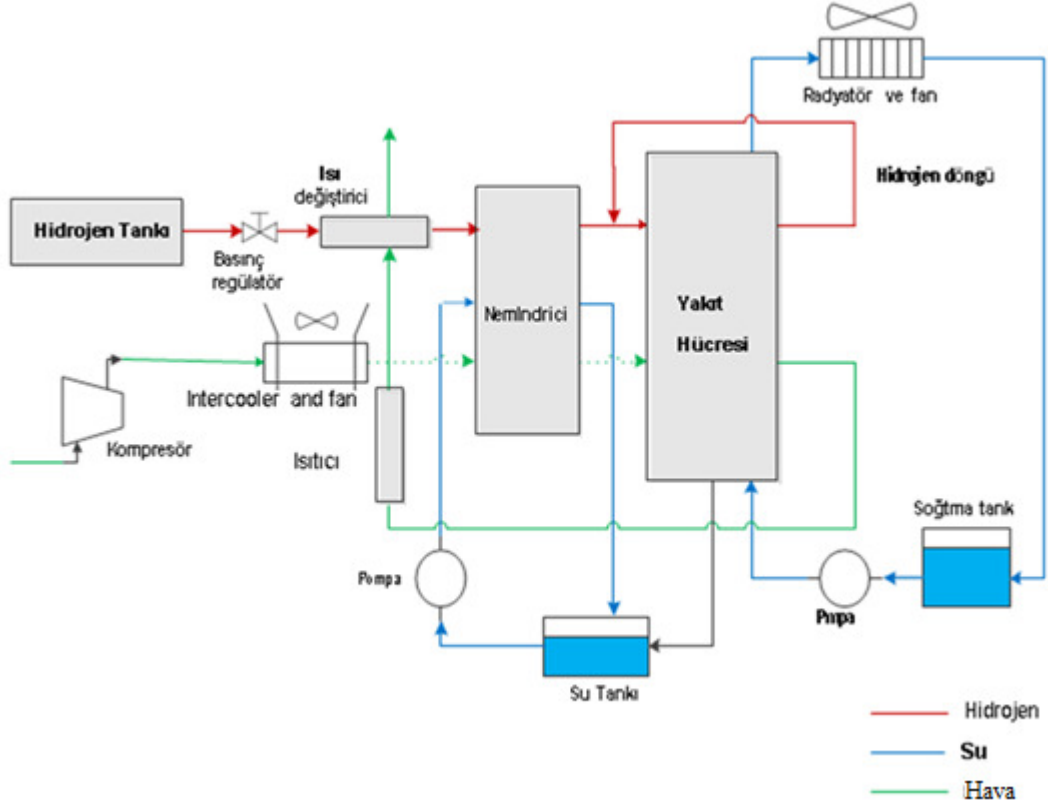 Radyatör ve fan
Isı
değiştirici
Hidrojen döngü
Hidrojen Tankı
Basınç
regülatör
Nemlndrici
Yakıt
Hücresi
Intercooler and fan
Kompresör
Isıtıcı
Soğtma tank
Pompa
Pmpa
Su Tankı
Hidrojen
Su
Hava